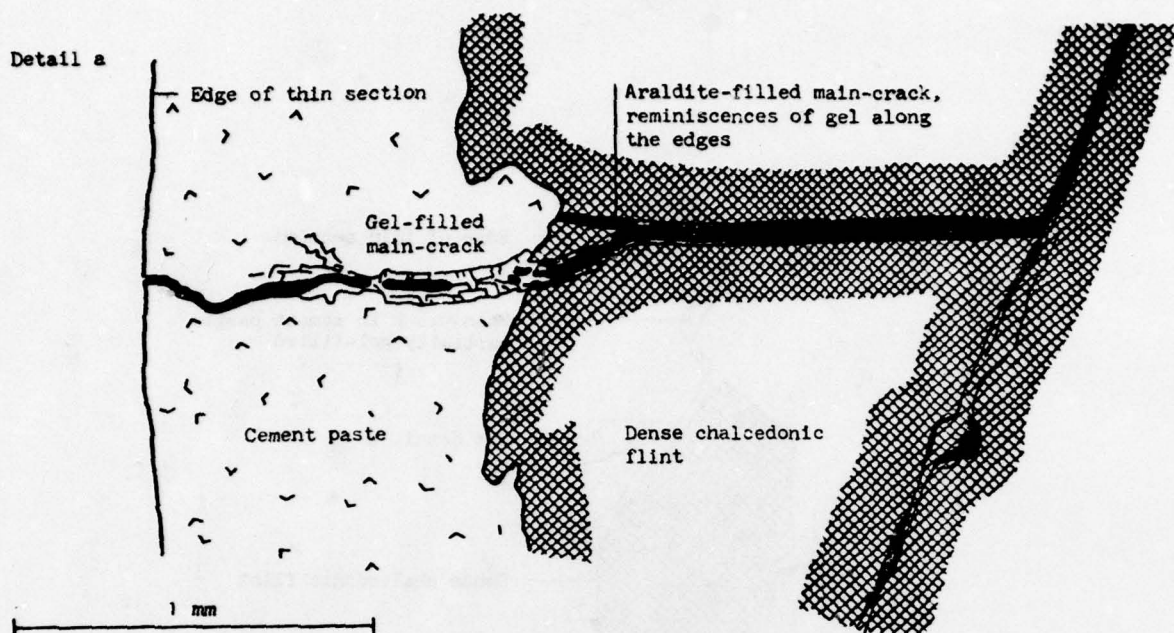 Detail a
Edge of thin section
Araldite-filled main-crack,
reminiscences of gel along
the edges
Gel-filled
main-crack
Cement paste
Dense chalcedonic
flint
1 mm